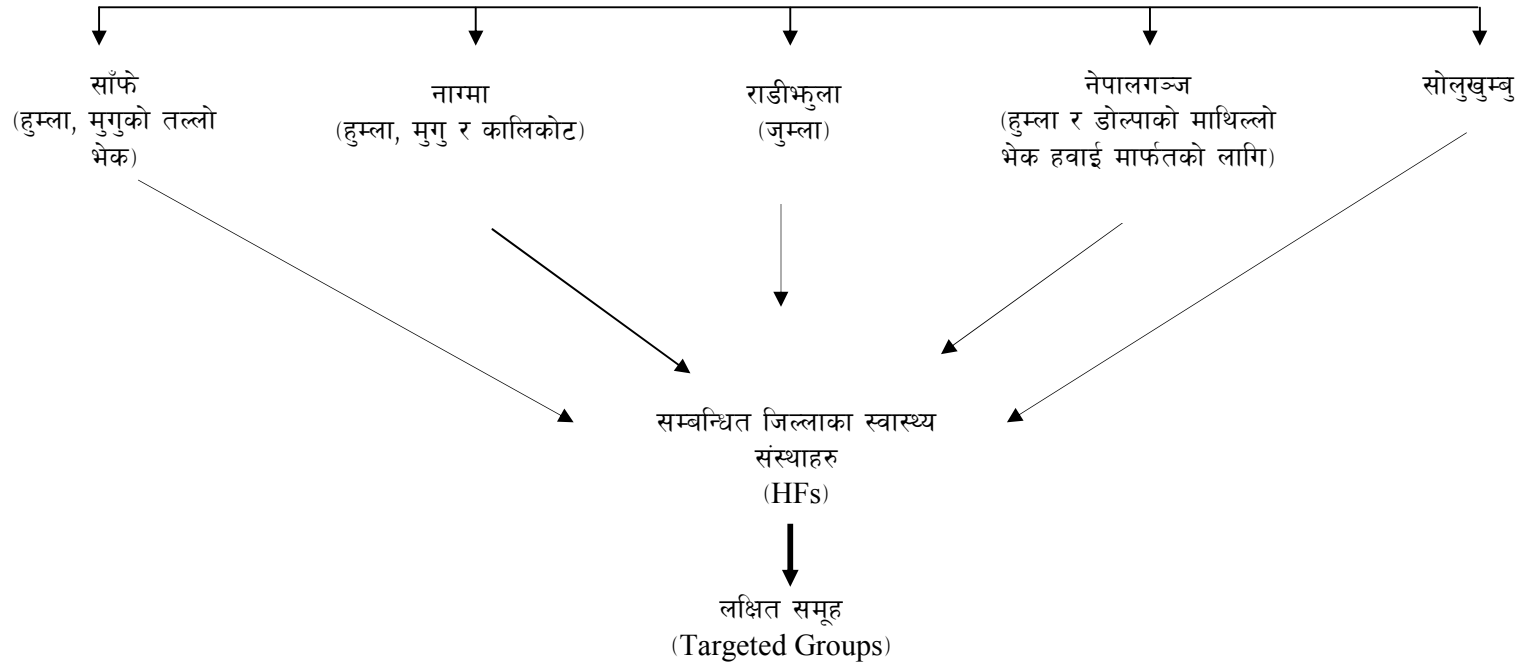 साँफे
(हुम्ला, मुगुको तल्लो
भेक)
नाग्मा
(हुम्ला, मुगु र कालिकोट)
राडीझुला
(जुम्ला)
नेपालगञ्ज
(हुम्ला र डोल्पाको माथिल्लो
भेक हवाई मार्फतको लागि)
सोलुखुम्बु
सम्बन्धित जिल्लाका स्वास्थ्य
संस्थाहरु
(HFs)
लक्षित समूह
(Targeted Groups)